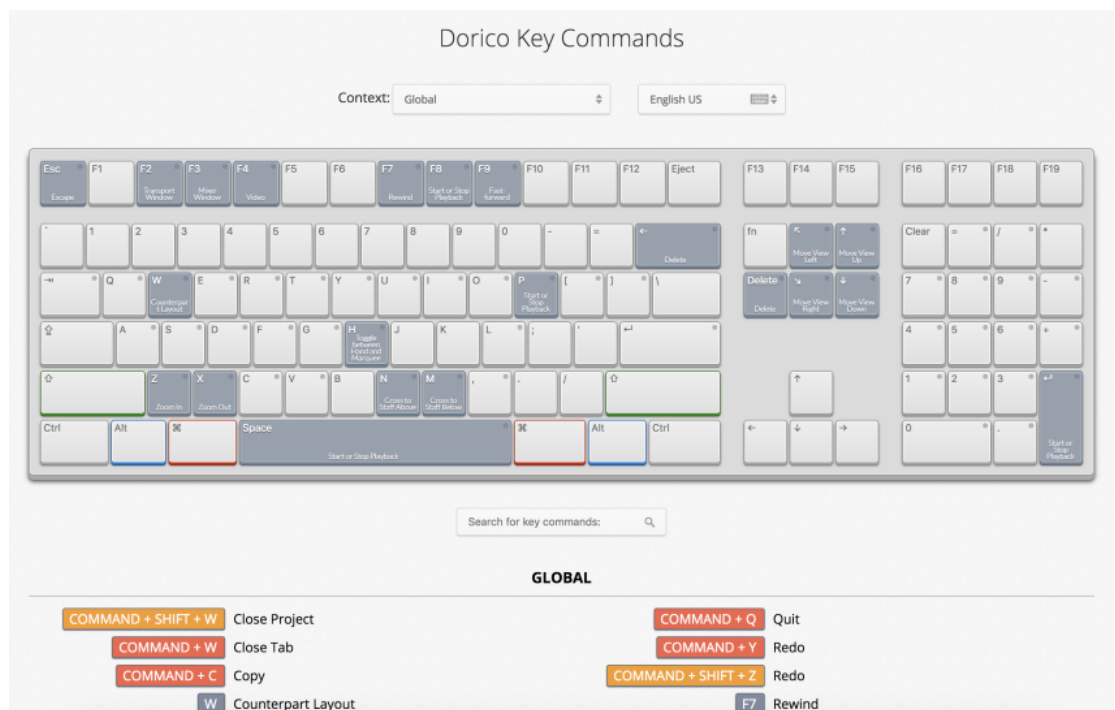 Dorico Key Commands
Context: Global English US
Esc F1 F2 F3 F4 F5 F6 F7 F8 F9 F10 F11 F12 Eject F13 F14 F15 F16 F17 F18 F19
Escape Transport Window Mixer Window Video Rewind Start or Stop Playback Fast-forward
` 1 2 3 4 5 6 7 8 9 0 - = ← fn ↖ ↑ Clear = / *
Delete Move View Left Move View Up
⇥ Q W E R T Y U I O P [ ] \ Delete ↘ ↓ 7 8 9 -
Counterpart Layout Start or Stop Playback Delete Move View Right Move View Down
⇪ A S D F G H J K L ; ' ↵ 4 5 6 +
Toggle between Hand and Marquee
⇧ Z X C V B N M , . / ⇧ ↑ 1 2 3 ↵
Zoom In Zoom Out Cross to Staff Above Cross to Staff Below
Ctrl Alt ⌘ Space ⌘ Alt Ctrl ← ↓ → 0 .
Start or Stop Playback Start or Stop Playback
Search for key commands:
GLOBAL
COMMAND + SHIFT + W Close Project COMMAND + Q Quit
COMMAND + W Close Tab COMMAND + Y Redo
COMMAND + C Copy COMMAND + SHIFT + Z Redo
W Counterpart Layout F7 Rewind